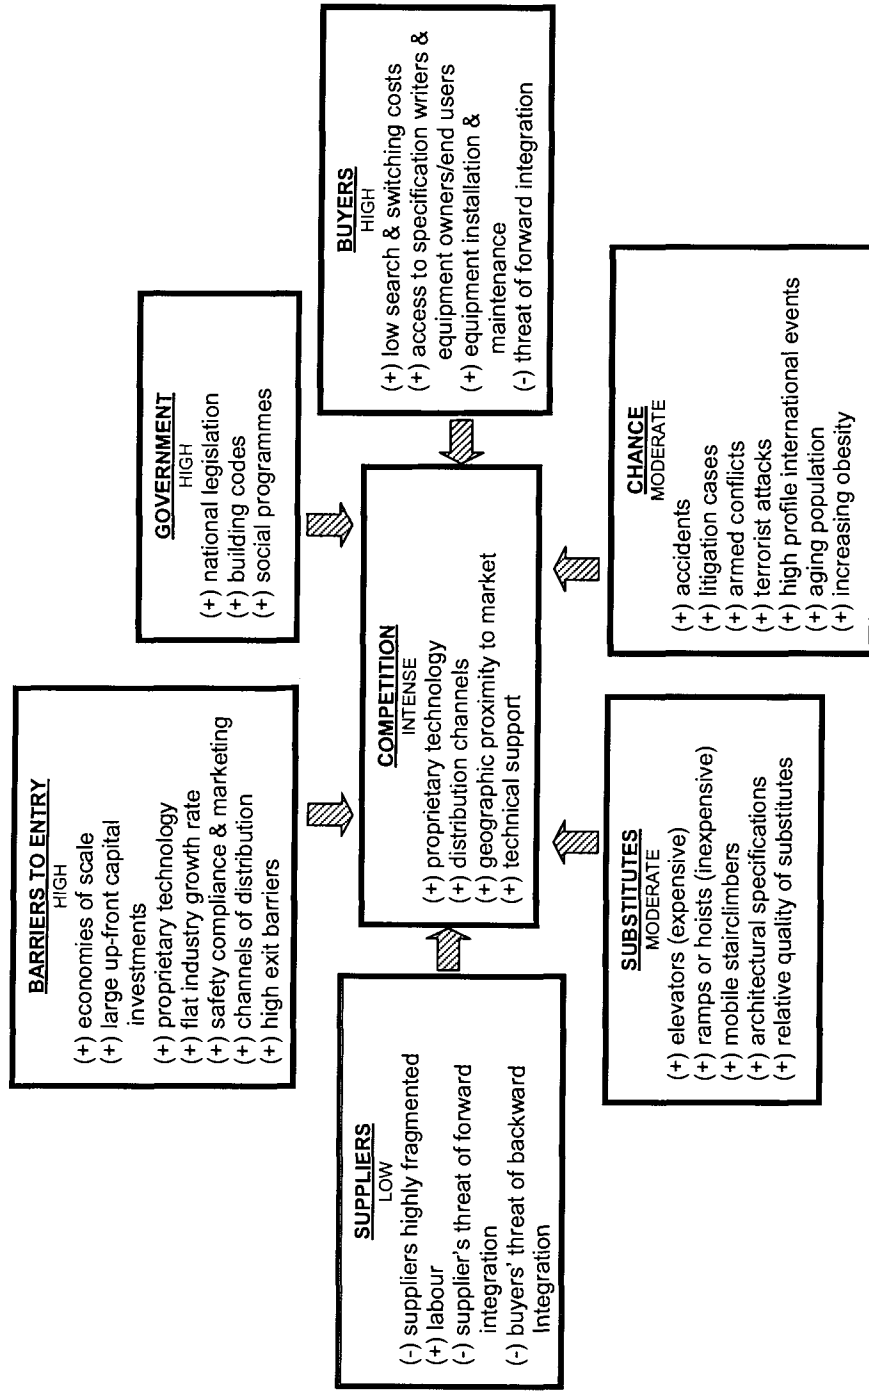 BARRIERS TO ENTRY
HIGH
(+) economies of scale
(+) large up-front capital
investments
(+) proprietary technology
(+) flat industry growth rate
(+) safety compliance & marketing
(+) channels of distribution
(+) high exit barriers
GOVERNMENT
HIGH
(+) national legislation
(+) building codes
(+) social programmes
SUPPLIERS
LOW
(-) suppliers highly fragmented
(+) labour
(-) supplier's threat of forward
integration
(-) buyers' threat of backward
Integration
COMPETITION
INTENSE
(+) proprietary technology
(+) distribution channels
(+) geographic proximity to market
(+) technical support
BUYERS
HIGH
(+) low search & switching costs
(+) access to specification writers &
equipment owners/end users
(+) equipment installation &
maintenance
(-) threat of forward integration
SUBSTITUTES
MODERATE
(+) elevators (expensive)
(+) ramps or hoists (inexpensive)
(+) mobile stairclimbers
(+) architectural specifications
(+) relative quality of substitutes
CHANCE
MODERATE
(+) accidents
(+) litigation cases
(+) armed conflicts
(+) terrorist attacks
(+) high profile international events
(+) aging population
(+) increasing obesity